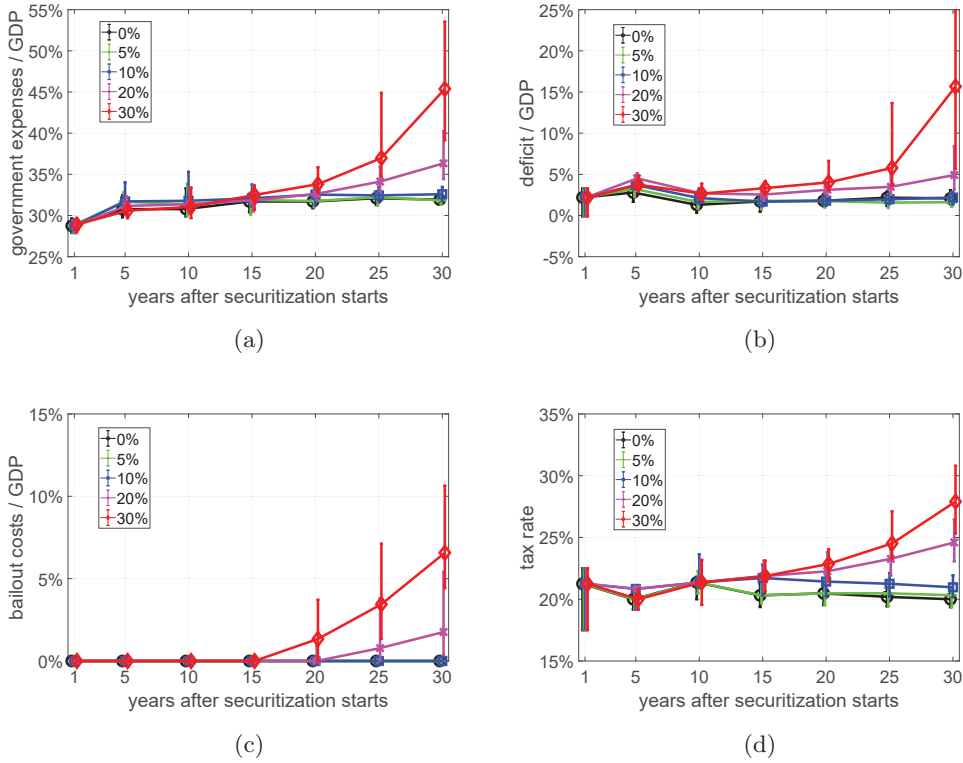 government expenses / GDP
55%
50%
45%
40%
35%
30%
25%
0%
5%
10%
20%
30%
1 5 10 15 20 25 30
years after securitization starts
(a)
deficit / GDP
25%
20%
15%
10%
5%
0%
-5%
0%
5%
10%
20%
30%
1 5 10 15 20 25 30
years after securitization starts
(b)
bailout costs / GDP
15%
10%
5%
0%
0%
5%
10%
20%
30%
1 5 10 15 20 25 30
years after securitization starts
(c)
tax rate
35%
30%
25%
20%
15%
0%
5%
10%
20%
30%
1 5 10 15 20 25 30
years after securitization starts
(d)